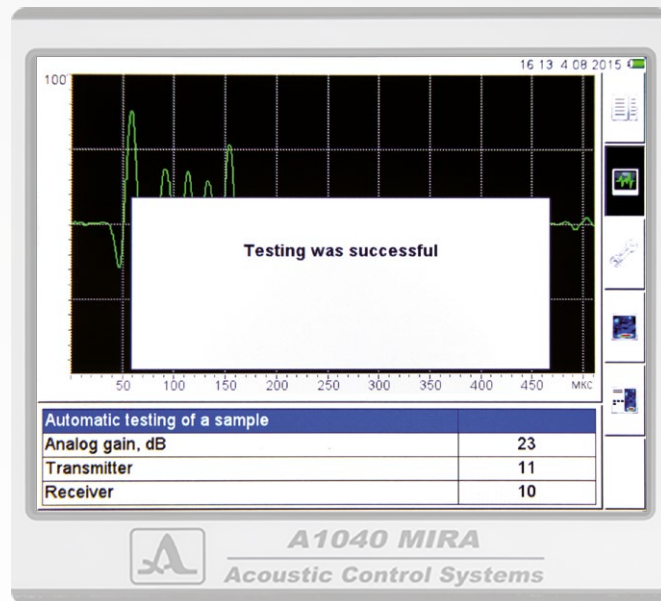 16 13 4 08 2015
100
Testing was successful
50 100 150 200 250 300 350 400 450 мкс
100
Automatic testing of a sample
Analog gain, dB 23
Transmitter 11
Receiver 10
A1040 MIRA
Acoustic Control Systems